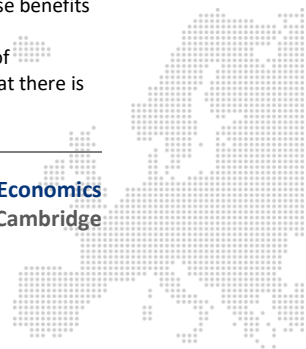 se benefits
of
at there is
Economics
Cambridge